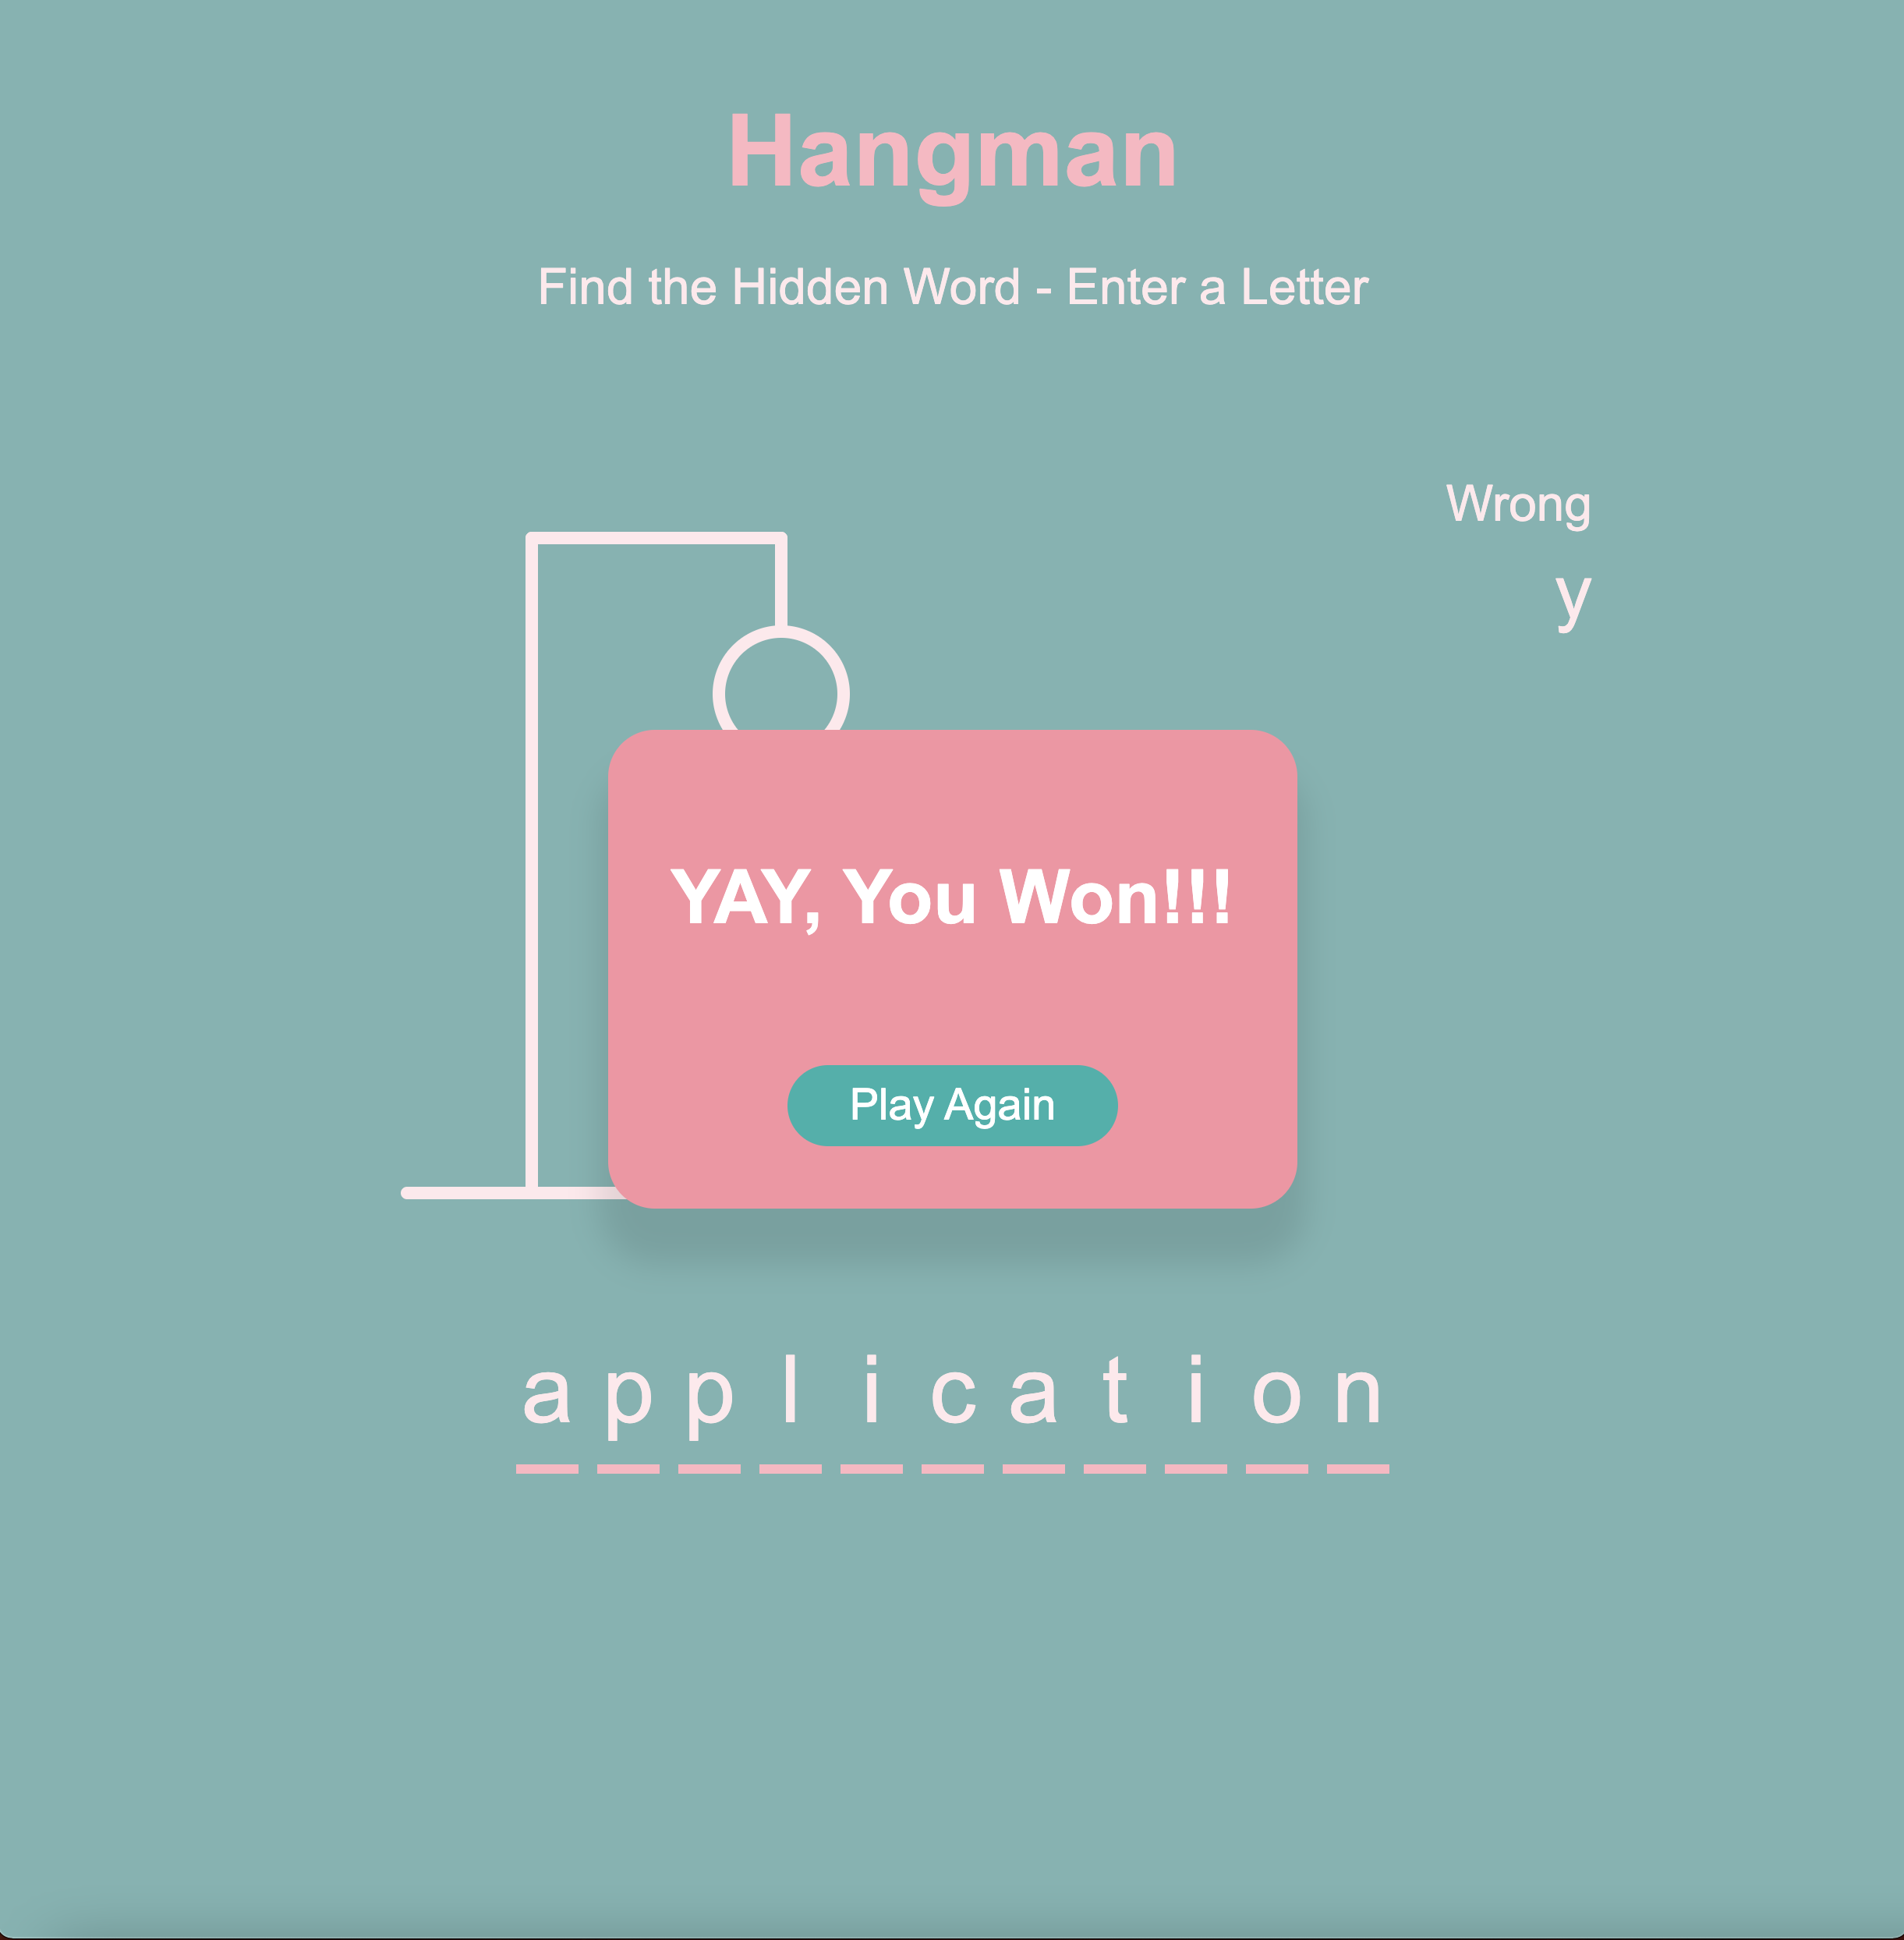 Hangman
Find the Hidden Word - Enter a Letter
Wrong
y
YAY, You Won!!!
Play Again
a p p l i c a t i o n